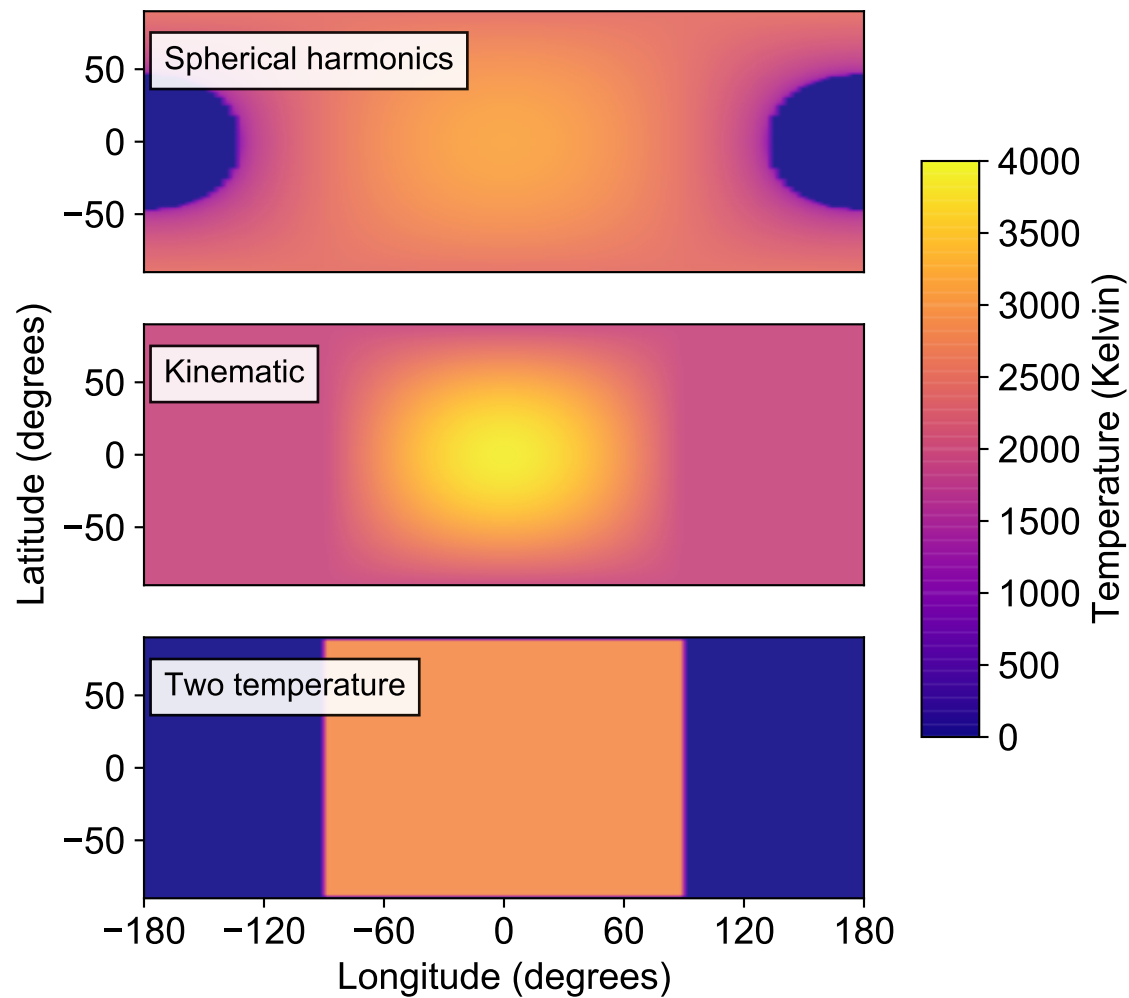 Spherical harmonics
50
0
−50
Kinematic
50
0
−50
Two temperature
50
0
−50
−180 −120 −60 0 60 120 180
Longitude (degrees)
Latitude (degrees)
4000
3500
3000
2500
2000
1500
1000
500
0
Temperature (Kelvin)